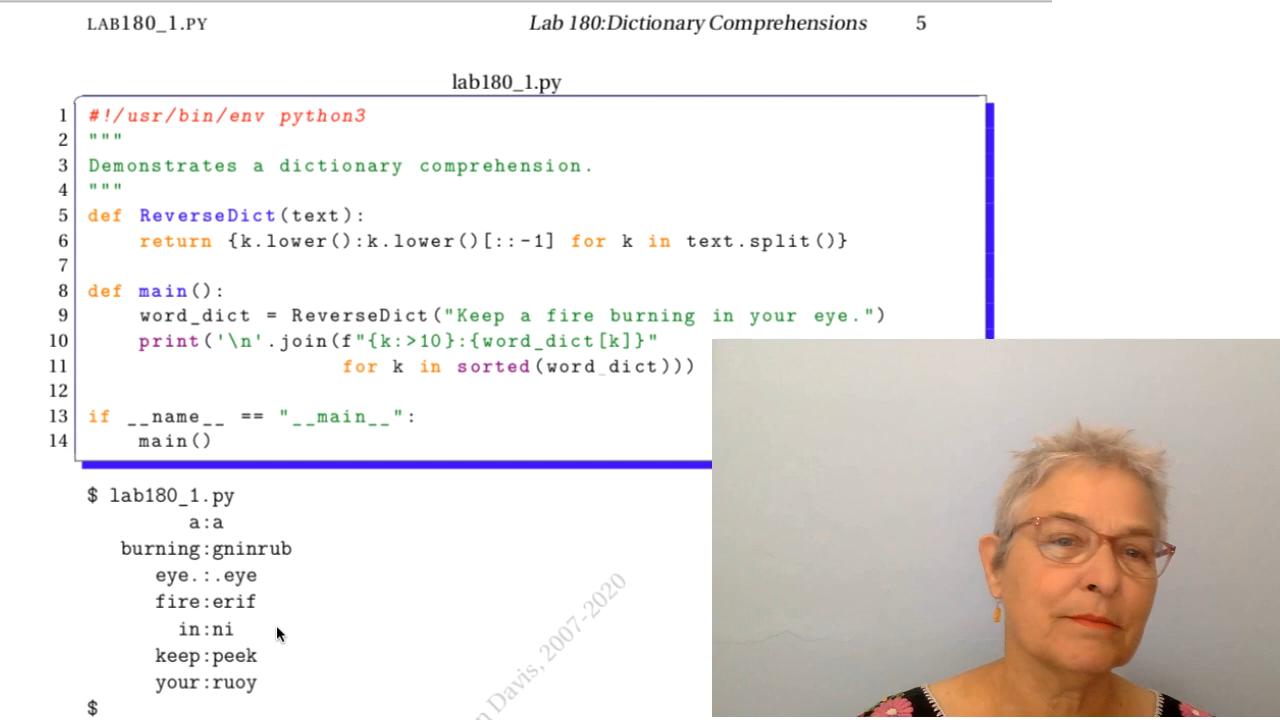 LAB180_1.PY Lab 180:Dictionary Comprehensions 5
lab180_1.py
1 #!/usr/bin/env python3
2 """
3 Demonstrates a dictionary comprehension.
4 """
5 def ReverseDict(text):
6     return {k.lower():k.lower()[::-1] for k in text.split()}
7
8 def main():
9     word_dict = ReverseDict("Keep a fire burning in your eye.")
10     print('\n'.join(f"{k:>10}:{word_dict[k]}"
11                     for k in sorted(word_dict)))
12
13 if __name__ == "__main__":
14     main()
$ lab180_1.py
         a:a
   burning:gninrub
      eye.:.eye
      fire:erif
        in:ni
      keep:peek
      your:ruoy
$
Davis, 2007-2020